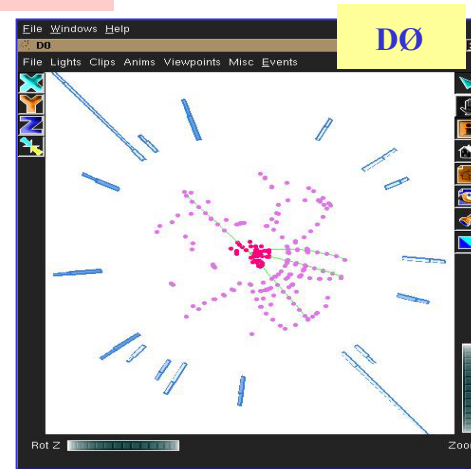 File Windows Help
DØ
D0
File Lights Clips Anims Viewpoints Misc Events
X
Y
Z
Rot Z
Zoo